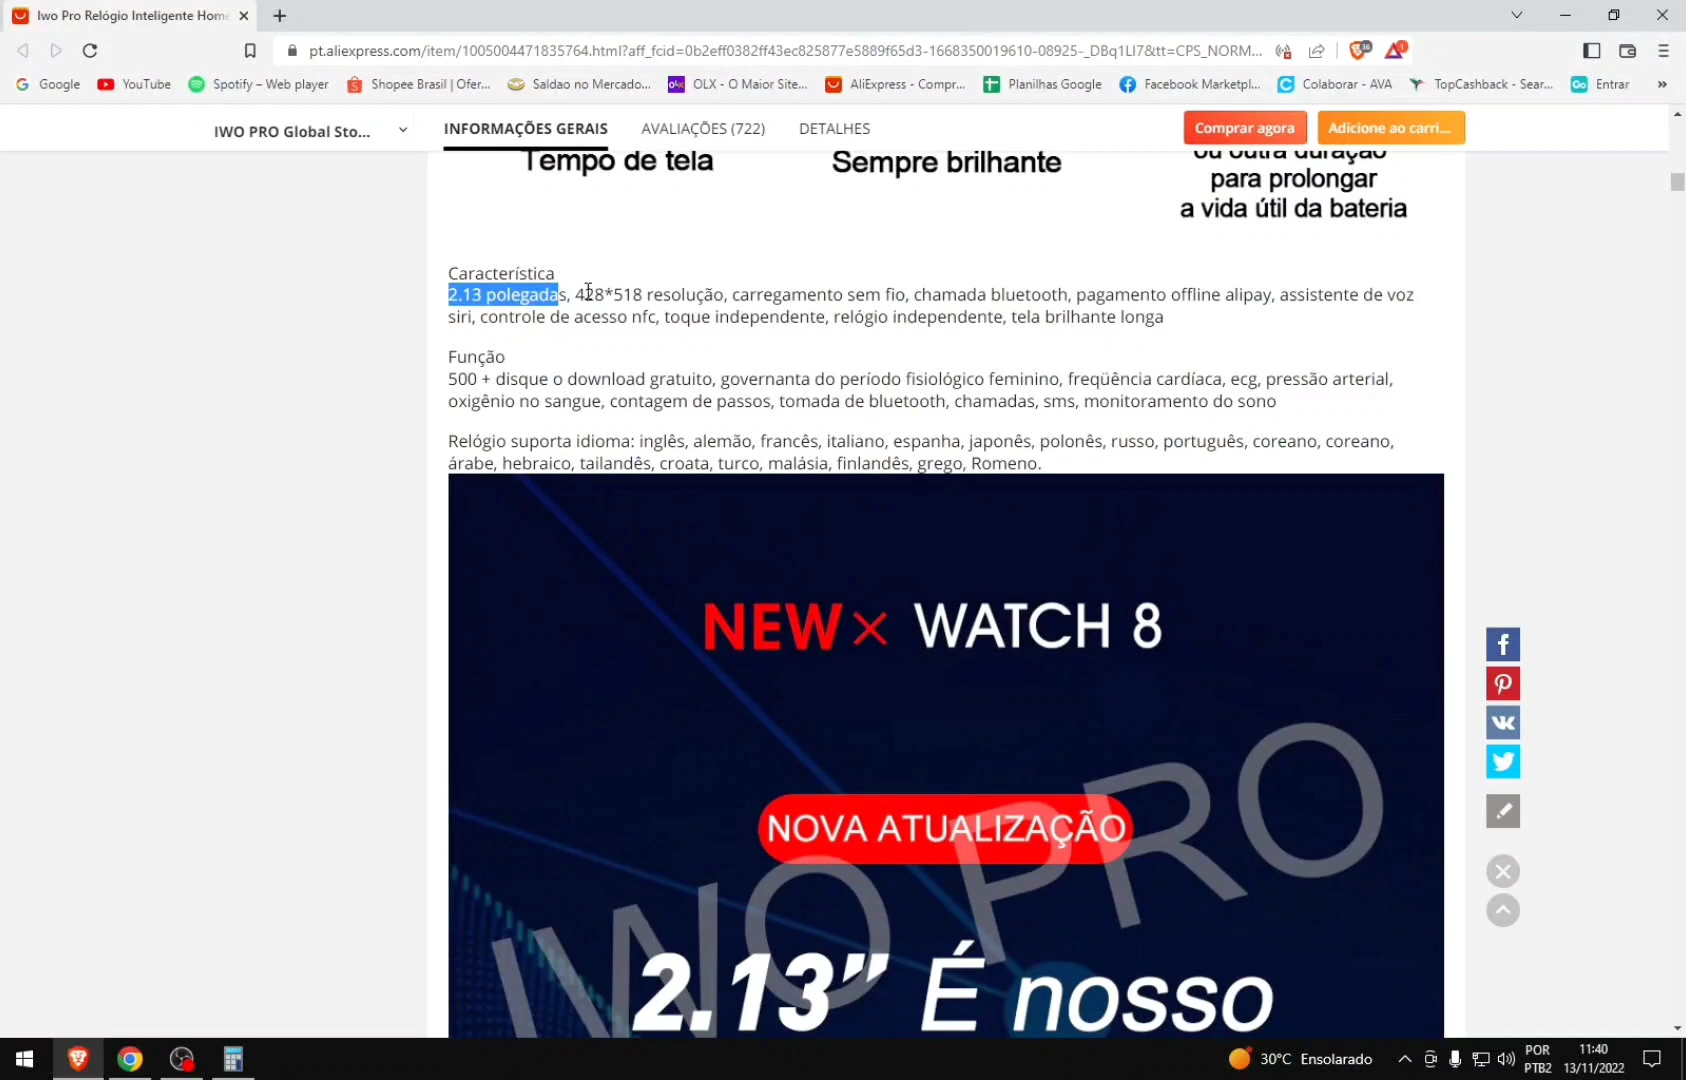 Iwo Pro Relógio Inteligente Home
pt.aliexpress.com/item/1005004471835764.html?aff_fcid=0b2eff0382ff43ec825877e5889f65d3-1668350019610-08925-_DBq1LI7&tt=CPS_NORM...
36
1
Google
YouTube
Spotify – Web player
Shopee Brasil | Ofer...
Saldao no Mercado...
OLX - O Maior Site...
AliExpress - Compr...
Planilhas Google
Facebook Marketpl...
Colaborar - AVA
TopCashback - Sear...
Entrar
»
IWO PRO Global Sto...
INFORMAÇÕES GERAIS
AVALIAÇÕES (722)
DETALHES
Comprar agora
Adicione ao carri...
Tempo de tela
Sempre brilhante
ou outra duração
para prolongar
a vida útil da bateria
Característica
2.13 polegadas, 428*518 resolução, carregamento sem fio, chamada bluetooth, pagamento offline alipay, assistente de voz
siri, controle de acesso nfc, toque independente, relógio independente, tela brilhante longa
Função
500 + disque o download gratuito, governanta do período fisiológico feminino, freqüência cardíaca, ecg, pressão arterial,
oxigênio no sangue, contagem de passos, tomada de bluetooth, chamadas, sms, monitoramento do sono
Relógio suporta idioma: inglês, alemão, francês, italiano, espanha, japonês, polonês, russo, português, coreano, coreano,
árabe, hebraico, tailandês, croata, turco, malásia, finlandês, grego, Romeno.
NEW × WATCH 8
NOVA ATUALIZAÇÃO
IWO PRO
2.13” É nosso
30°C Ensolarado
POR
PTB2
11:40
13/11/2022